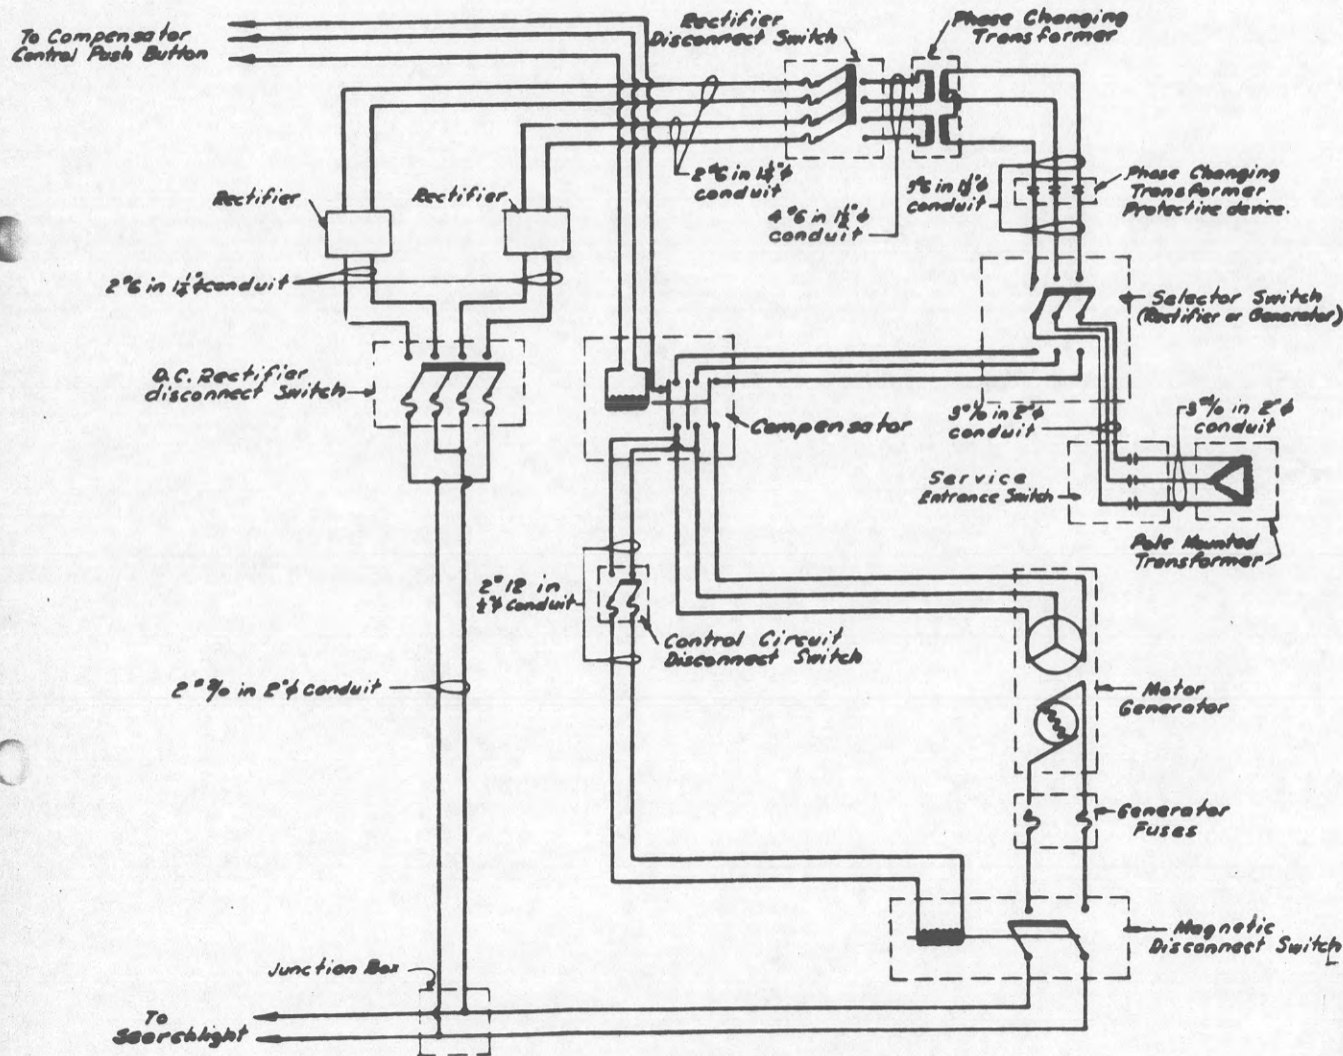 To Compensator
Control Push Button
Rectifier
Disconnect Switch
Phase Changing
Transformer
2 #6 in 1¼"φ
conduit
4 #6 in 1½"φ
conduit
3 #6 in 1¼"φ
conduit
Phase Changing
Transformer
Protective device.
Rectifier
Rectifier
2 #6 in 1¼"φ conduit
Selector Switch
(Rectifier or Generator)
D.C. Rectifier
disconnect Switch
Compensator
3 #/0 in 2"φ
conduit
3 #/0 in 2"φ
conduit
Service
Entrance Switch
Pole Mounted
Transformer
2 #12 in
½"φ Conduit
Control Circuit
Disconnect Switch
2 #/0 in 2"φ Conduit
Motor
Generator
Generator
Fuses
Magnetic
Disconnect Switch
Junction Box
To
Searchlight